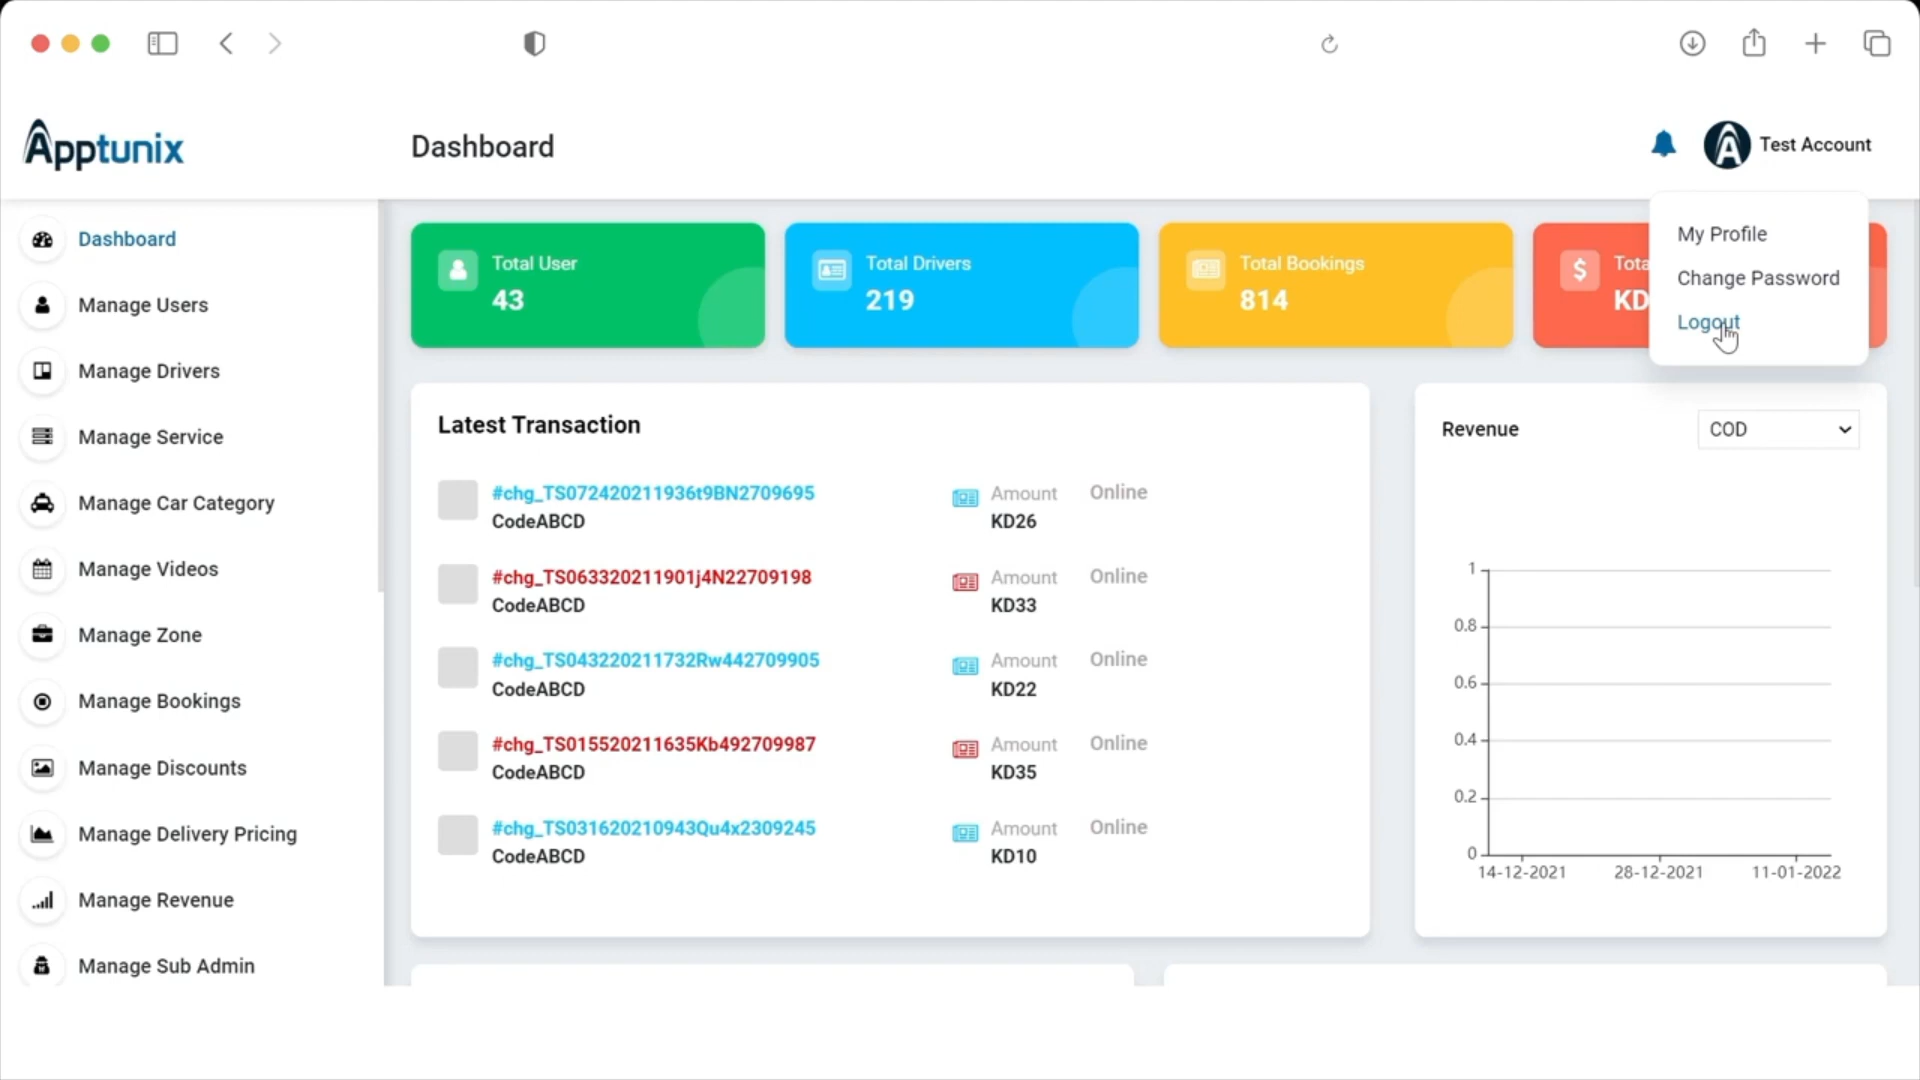 Apptunix
Dashboard
Test Account
My Profile
Change Password
Logout
Dashboard
Manage Users
Manage Drivers
Manage Service
Manage Car Category
Manage Videos
Manage Zone
Manage Bookings
Manage Discounts
Manage Delivery Pricing
Manage Revenue
Manage Sub Admin
Total User
43
Total Drivers
219
Total Bookings
814
Tota
KD
Latest Transaction
#chg_TS072420211936t9BN2709695 Amount Online
CodeABCD KD26
#chg_TS063320211901j4N22709198 Amount Online
CodeABCD KD33
#chg_TS043220211732Rw442709905 Amount Online
CodeABCD KD22
#chg_TS015520211635Kb492709987 Amount Online
CodeABCD KD35
#chg_TS031620210943Qu4x2309245 Amount Online
CodeABCD KD10
Revenue COD
1
0.8
0.6
0.4
0.2
0
14-12-2021 28-12-2021 11-01-2022